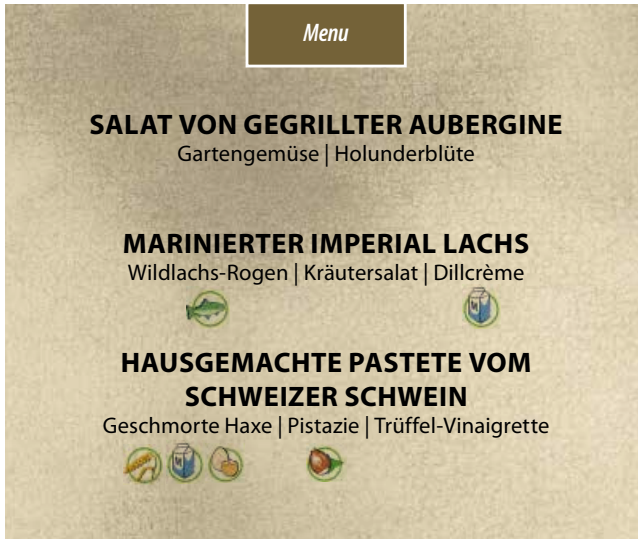 Menu
SALAT VON GEGRILLTER AUBERGINE
Gartengemüse | Holunderblüte
MARINIERTER IMPERIAL LACHS
Wildlachs-Rogen | Kräutersalat | Dillcrème
HAUSGEMACHTE PASTETE VOM
SCHWEIZER SCHWEIN
Geschmorte Haxe | Pistazie | Trüffel-Vinaigrette